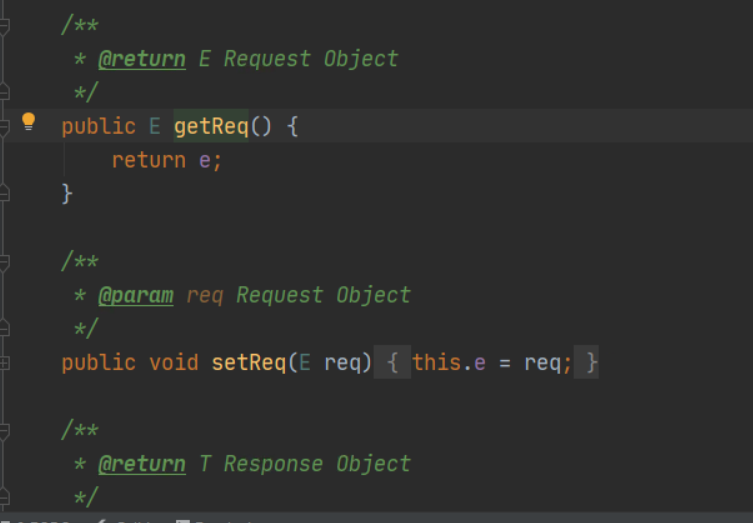 /**
 * @return E Request Object
 */
public E getReq() {
    return e;
}
/**
 * @param req Request Object
 */
public void setReq(E req) { this.e = req; }
/**
 * @return T Response Object
 */